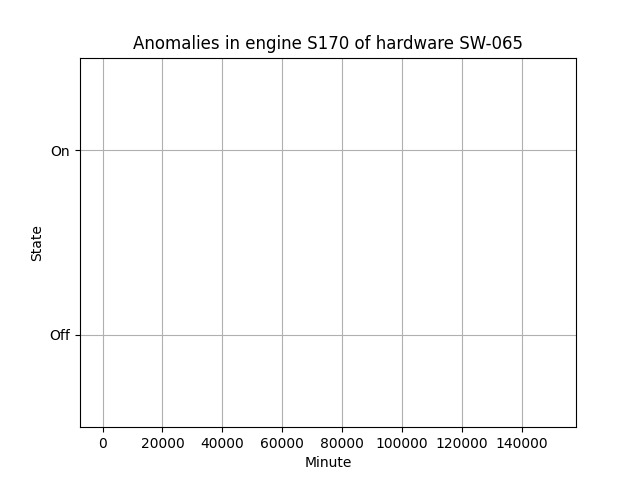 Anomalies in engine S170 of hardware SW-065
On
State
Off
0 20000 40000 60000 80000 100000 120000 140000
Minute